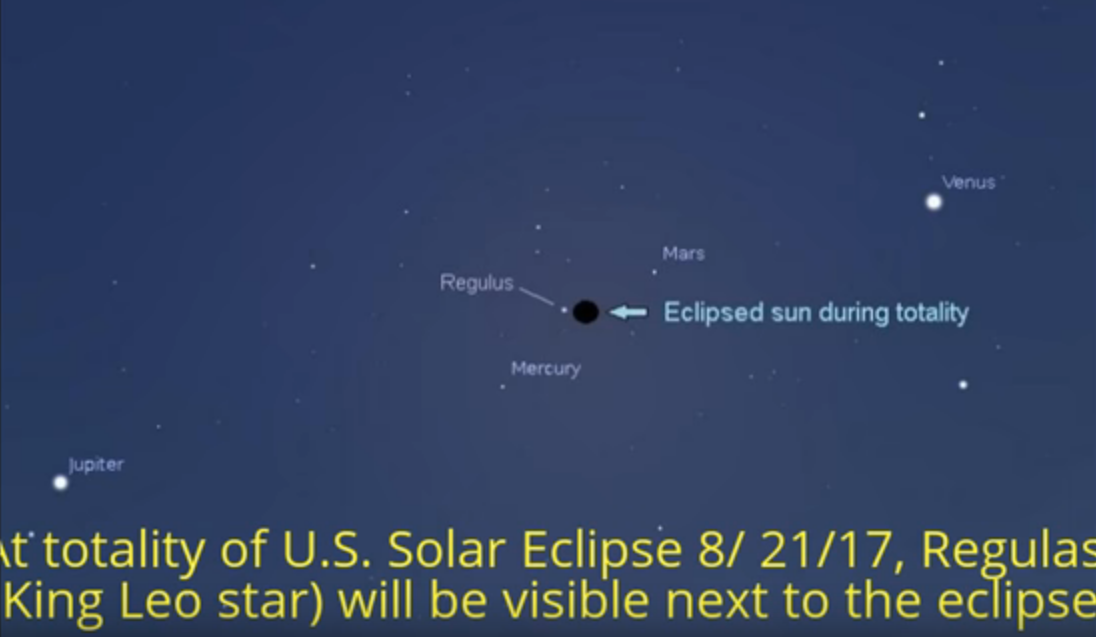 Venus
Mars
Regulus
Eclipsed sun during totality
Mercury
Jupiter
At totality of U.S. Solar Eclipse 8/ 21/17, Regulas
(King Leo star) will be visible next to the eclipse